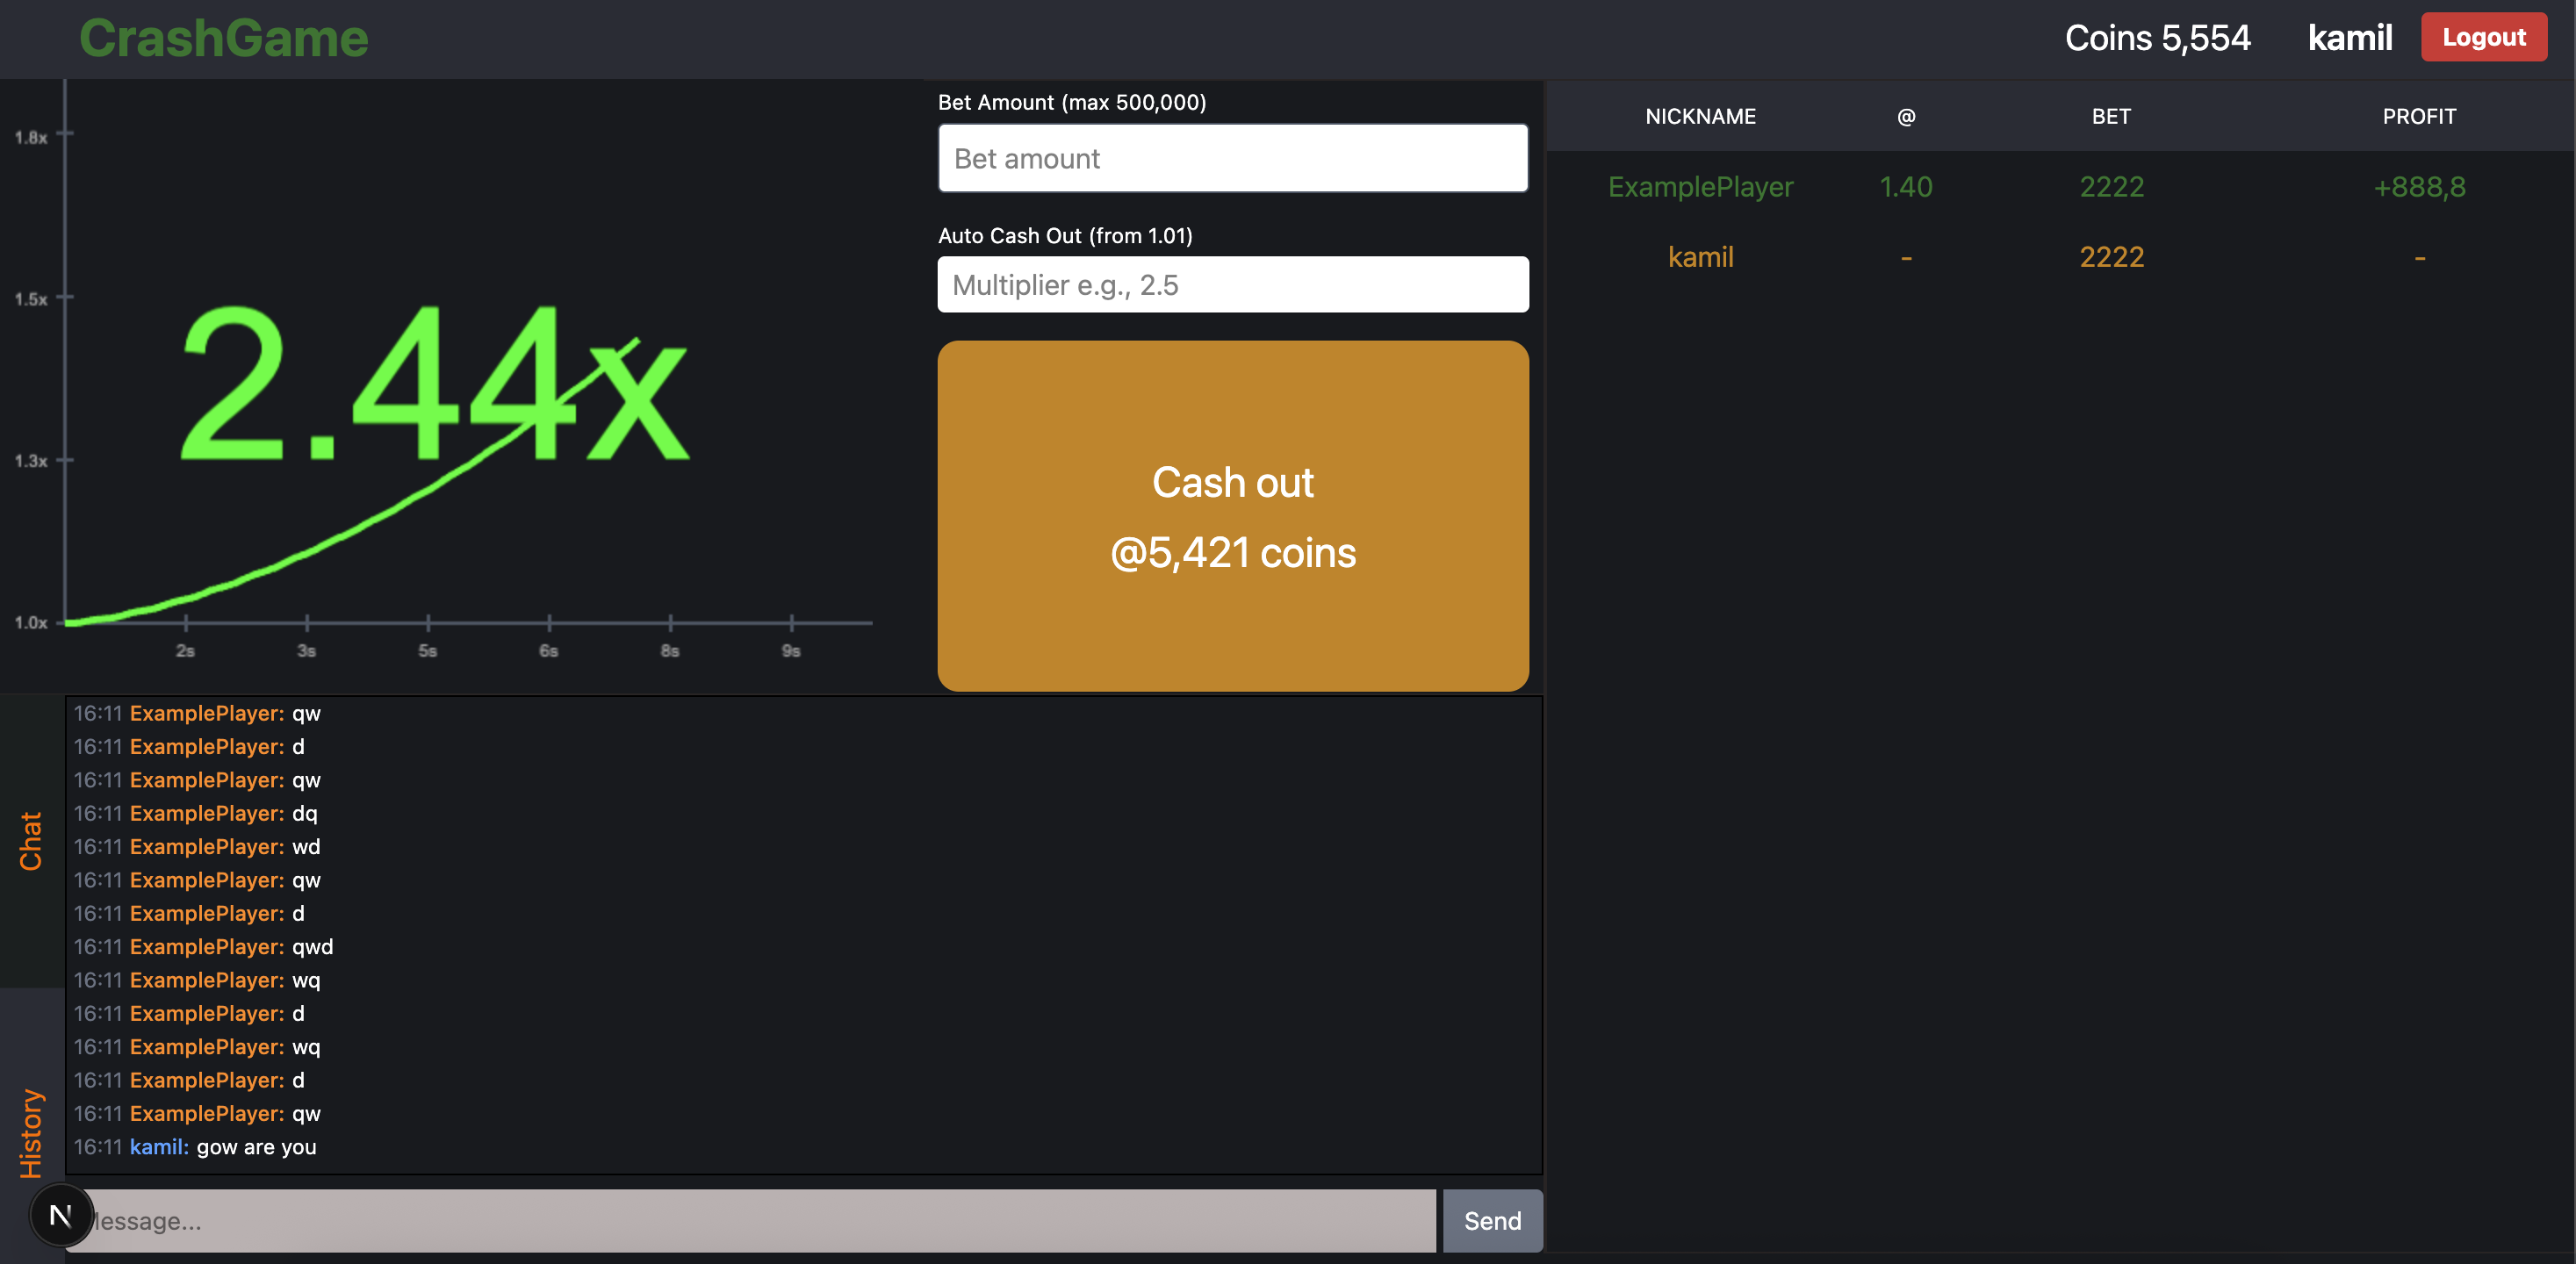 CrashGame
Coins 5,554
kamil
Logout
1.8x
1.5x
1.3x
1.0x
2.44x
2s
3s
5s
6s
8s
9s
Bet Amount (max 500,000)
Bet amount
Auto Cash Out (from 1.01)
Multiplier e.g., 2.5
Cash out
@5,421 coins
NICKNAME @ BET PROFIT
ExamplePlayer 1.40 2222 +888,8
kamil - 2222 -
Chat
History
16:11 ExamplePlayer: qw
16:11 ExamplePlayer: d
16:11 ExamplePlayer: qw
16:11 ExamplePlayer: dq
16:11 ExamplePlayer: wd
16:11 ExamplePlayer: qw
16:11 ExamplePlayer: d
16:11 ExamplePlayer: qwd
16:11 ExamplePlayer: wq
16:11 ExamplePlayer: d
16:11 ExamplePlayer: wq
16:11 ExamplePlayer: d
16:11 ExamplePlayer: qw
16:11 kamil: gow are you
N
essage...
Send